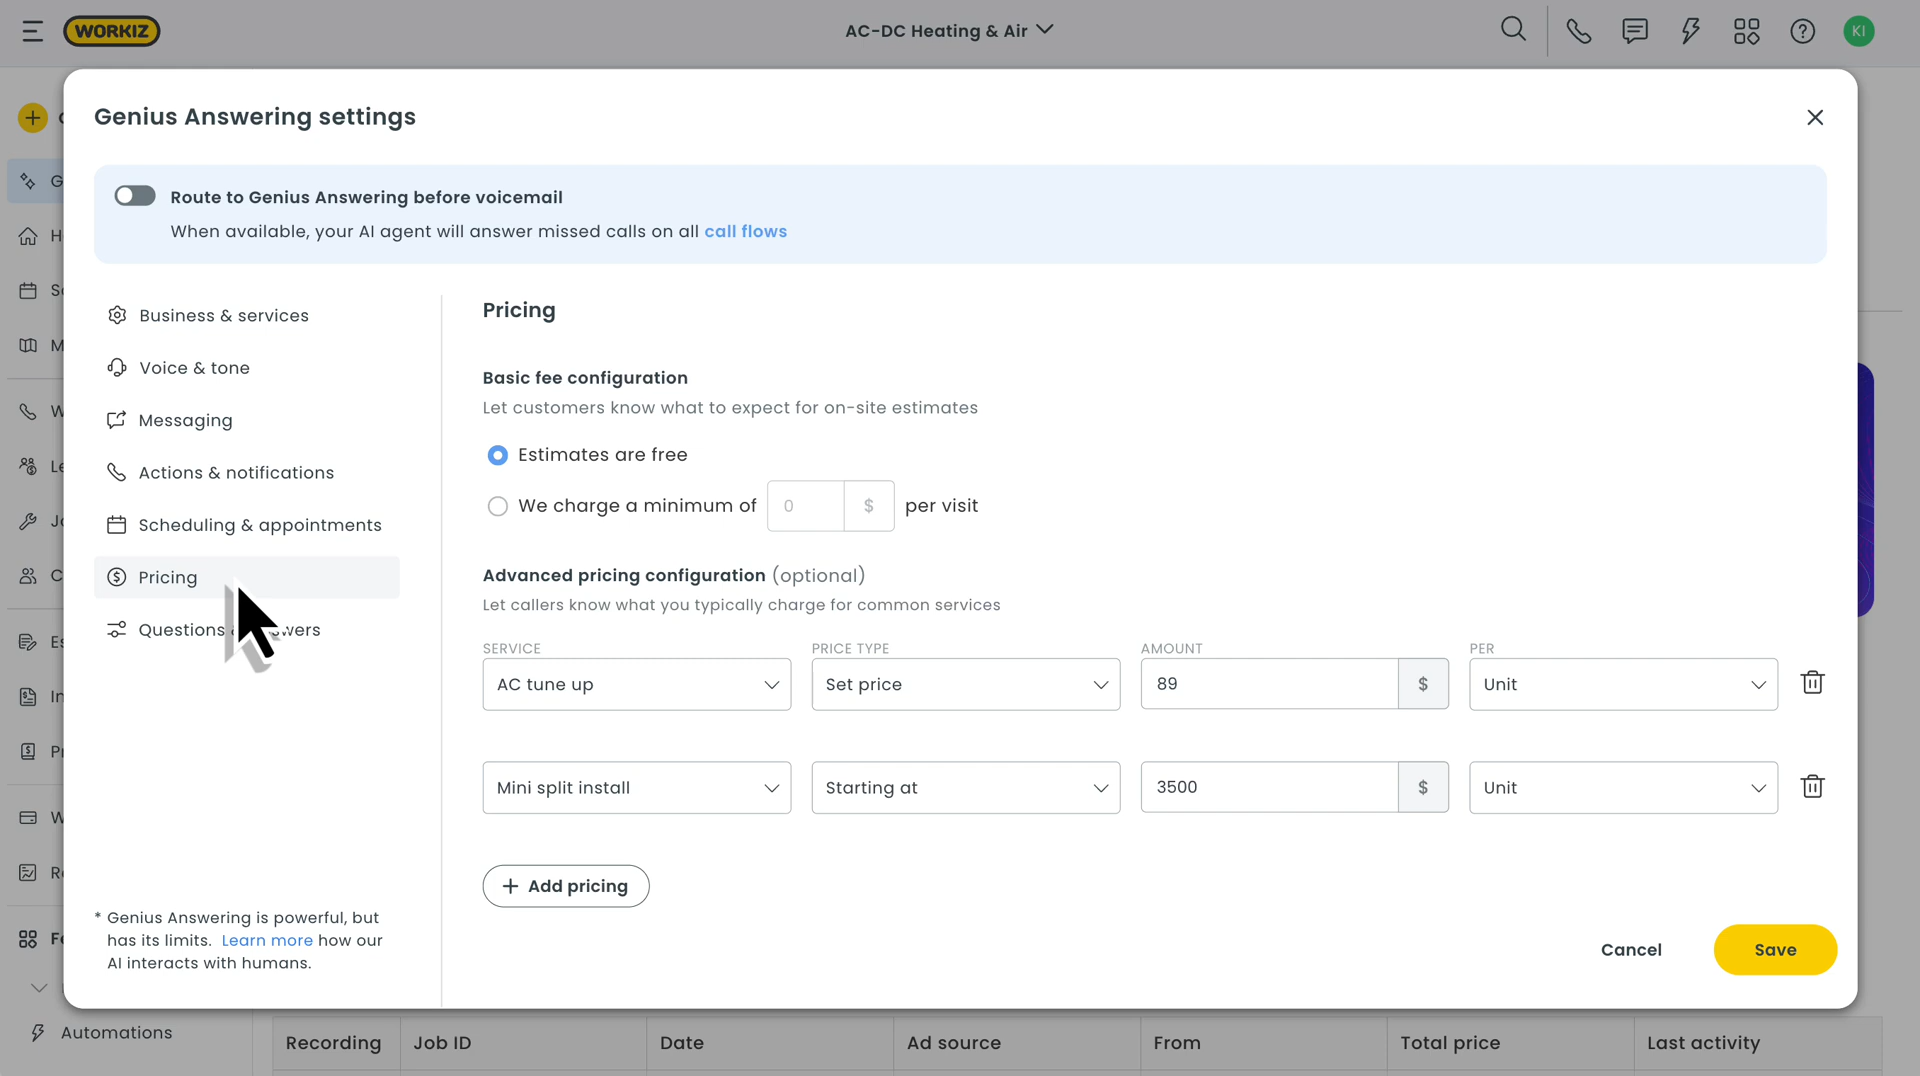 WORKIZ
AC-DC Heating & Air
KI
Genius Answering settings
Route to Genius Answering before voicemail
When available, your AI agent will answer missed calls on all call flows
Business & services
Voice & tone
Messaging
Actions & notifications
Scheduling & appointments
Pricing
Questions
Pricing
Basic fee configuration
Let customers know what to expect for on-site estimates
Estimates are free
We charge a minimum of 0 $ per visit
Advanced pricing configuration (optional)
Let callers know what you typically charge for common services
SERVICE PRICE TYPE AMOUNT PER
AC tune up Set price 89 $ Unit
Mini split install Starting at 3500 $ Unit
+ Add pricing
* Genius Answering is powerful, but
has its limits. Learn more how our
AI interacts with humans.
Cancel Save
Automations
Recording Job ID Date Ad source From Total price Last activity